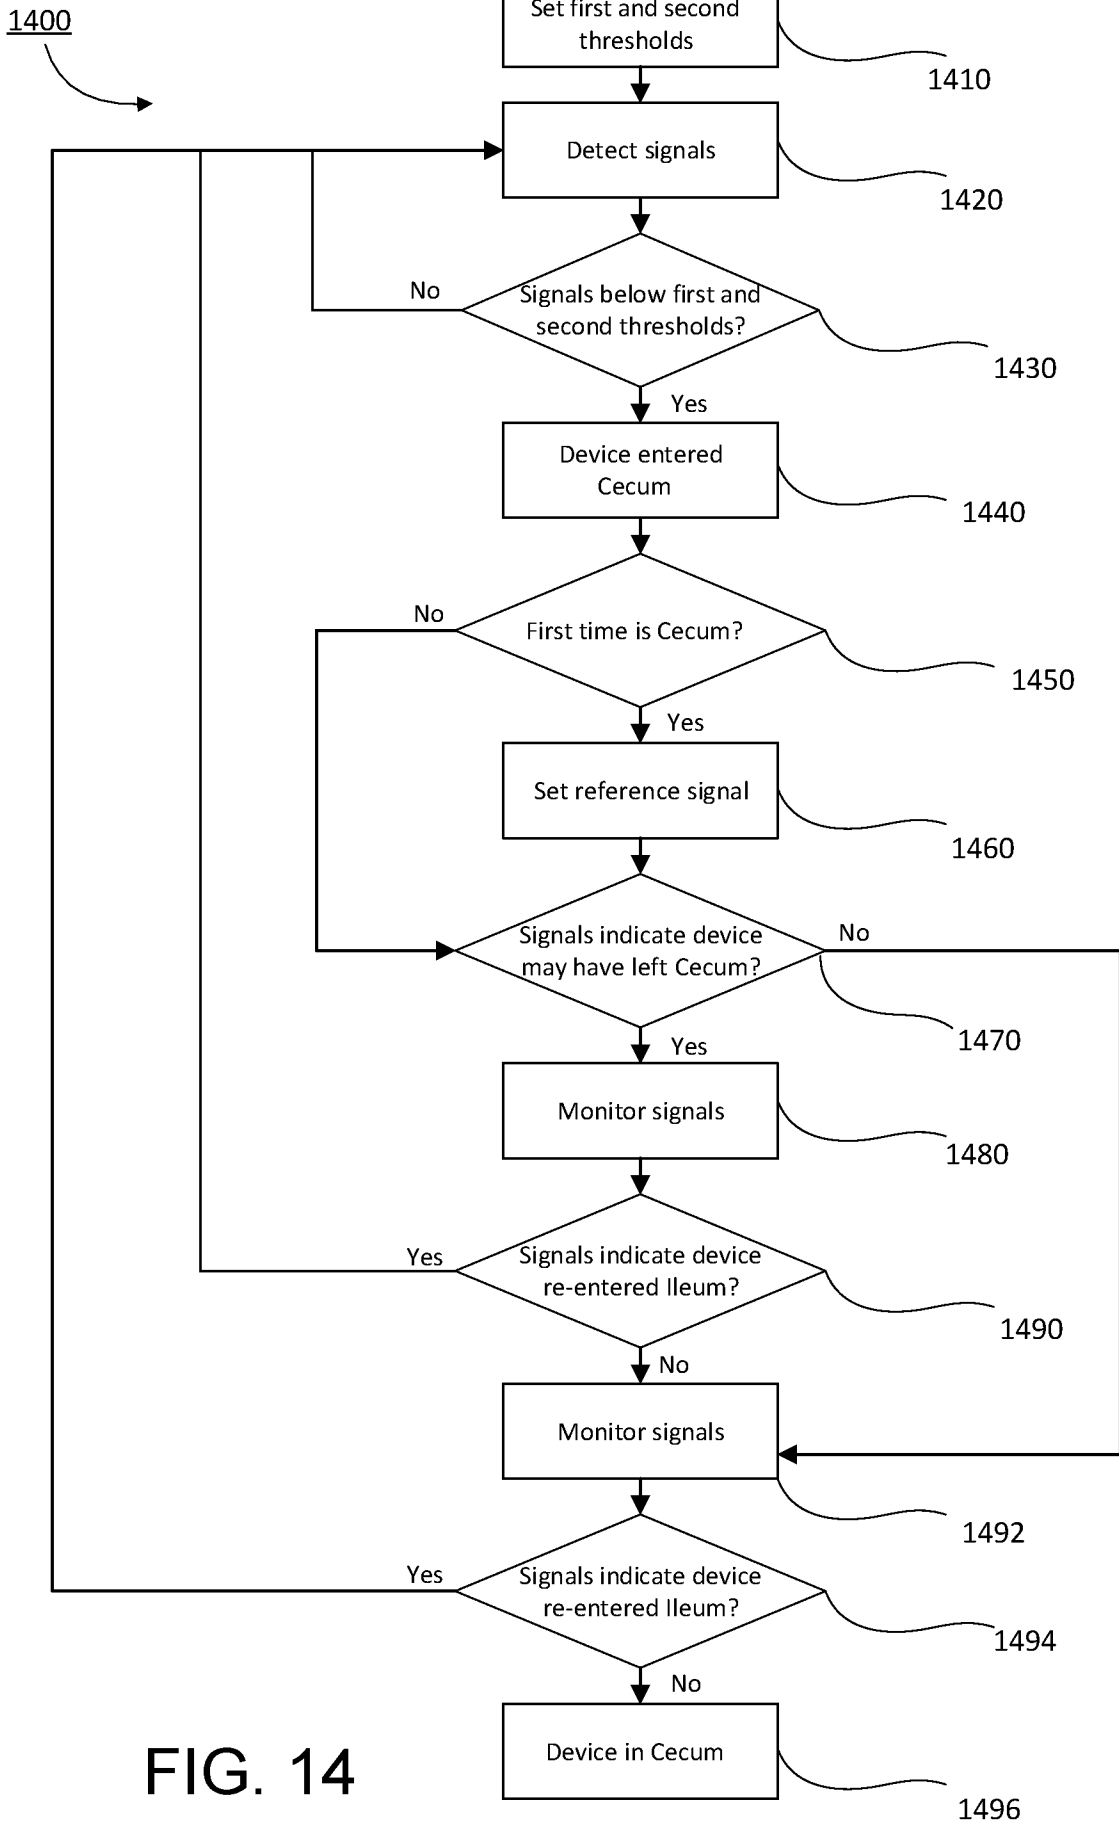 1400
Set first and second
thresholds
1410
Detect signals
1420
No
Signals below first and
second thresholds?
1430
Yes
Device entered
Cecum
1440
No
First time is Cecum?
1450
Yes
Set reference signal
1460
Signals indicate device
may have left Cecum?
No
1470
Yes
Monitor signals
1480
Yes
Signals indicate device
re-entered Ileum?
1490
No
Monitor signals
1492
Yes
Signals indicate device
re-entered Ileum?
1494
No
Device in Cecum
1496
FIG. 14